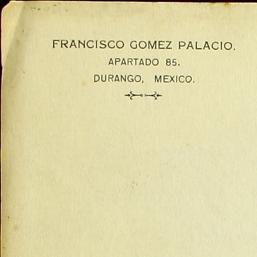 FRANCISCO GOMEZ PALACIO.
APARTADO 85.
DURANGO, MEXICO.